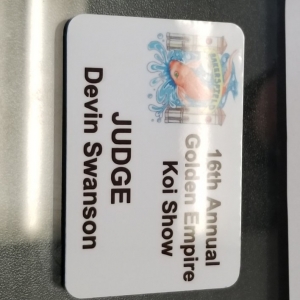 16th Annual
Golden Empire
Koi Show
JUDGE
Devin Swanson